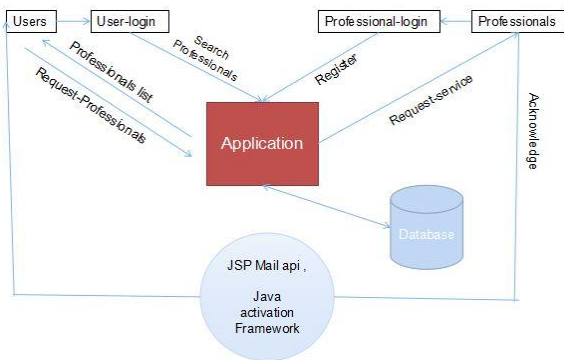 Users
User-login
Professional-login
Professionals
Search
Professionals
Register
Professionals list
Request-Professionals
Request-service
Acknowledge
Application
Database
JSP Mail api ,
Java
activation
Framework